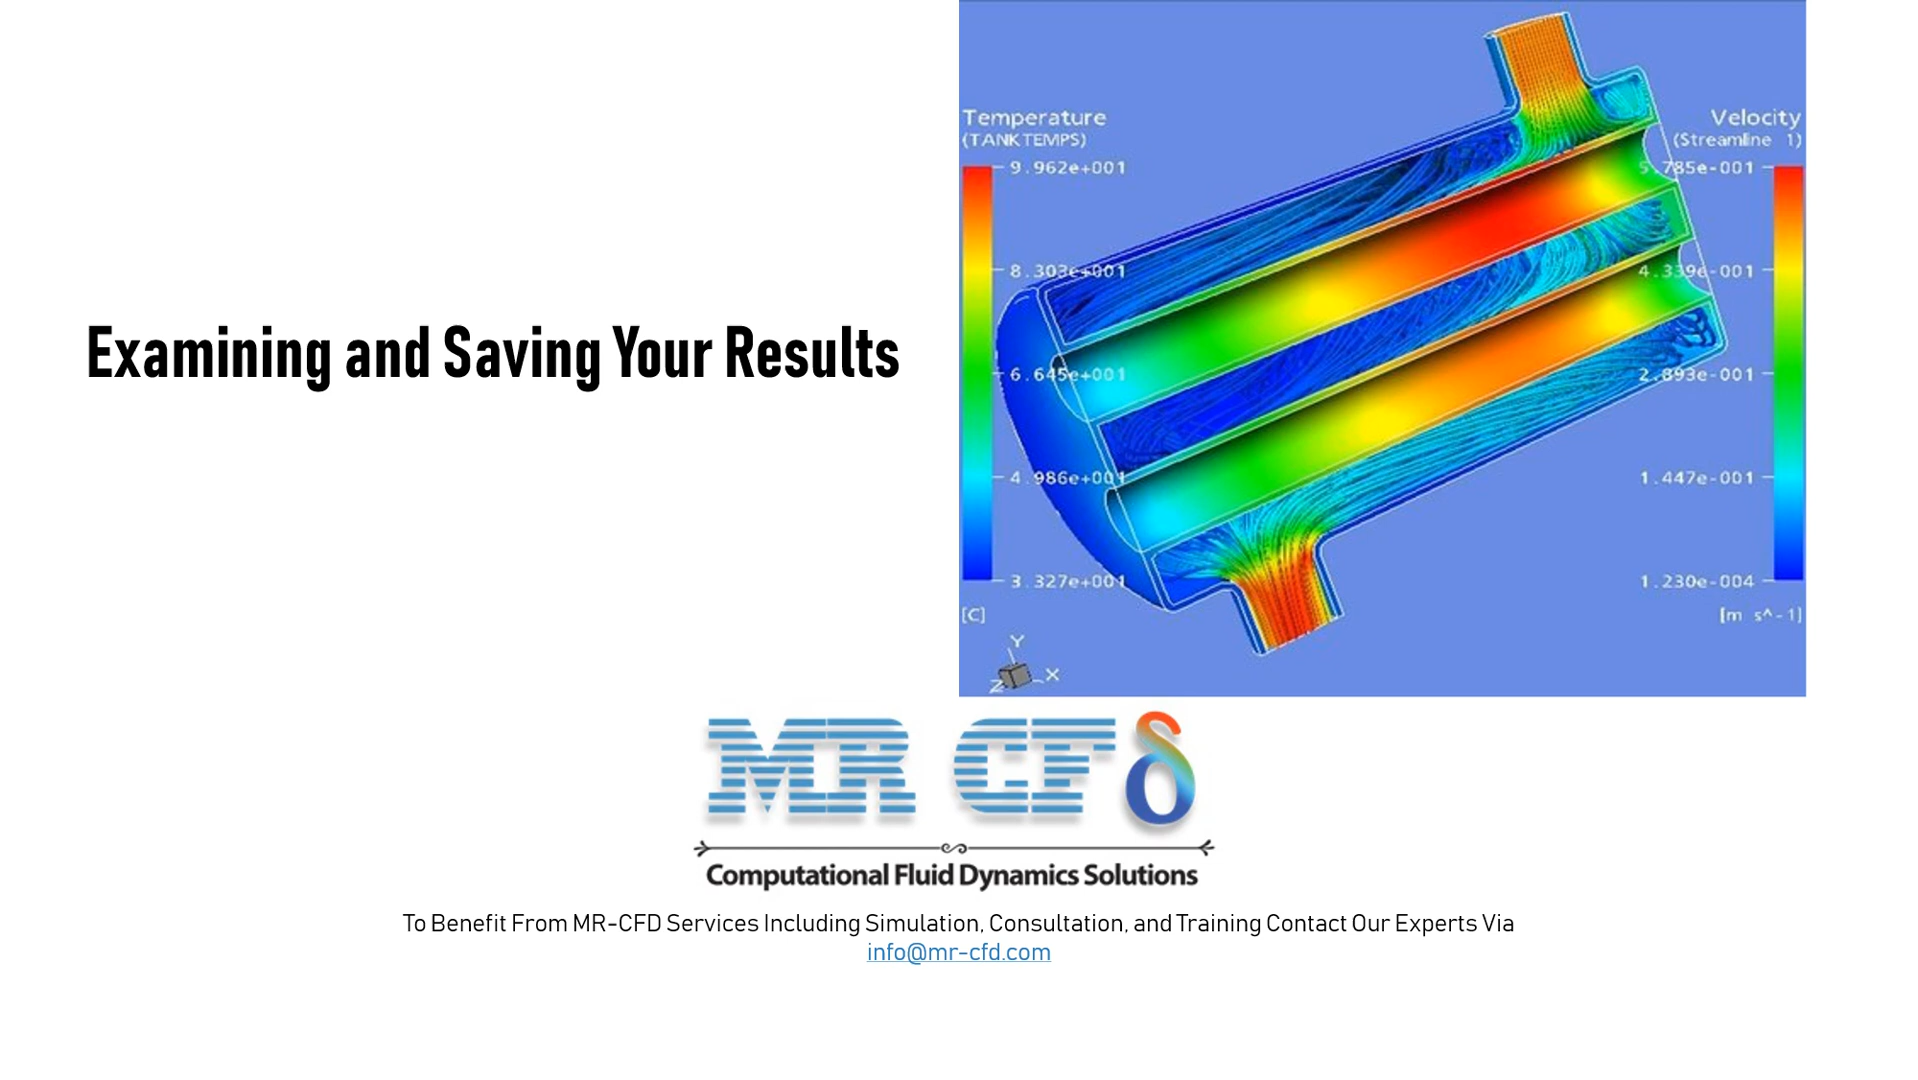 Examining and Saving Your Results
Temperature
(TANKTEMPS)
9.962e+001
8.303e+001
6.645e+001
4.986e+001
3.327e+001
[C]
Velocity
(Streamline 1)
5.785e-001
4.339e-001
2.893e-001
1.447e-001
1.230e-004
[m s^-1]
Y
X
Z
MR CFδ
Computational Fluid Dynamics Solutions
To Benefit From MR-CFD Services Including Simulation, Consultation, and Training Contact Our Experts Via
info@mr-cfd.com